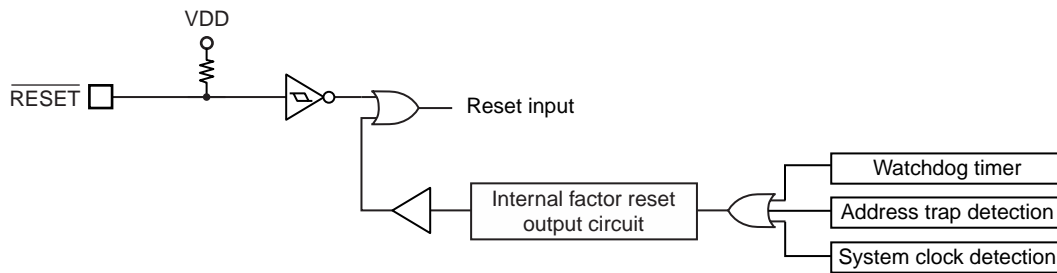 VDD
RESET
Reset input
Watchdog timer
Internal factor reset
output circuit
Address trap detection
System clock detection